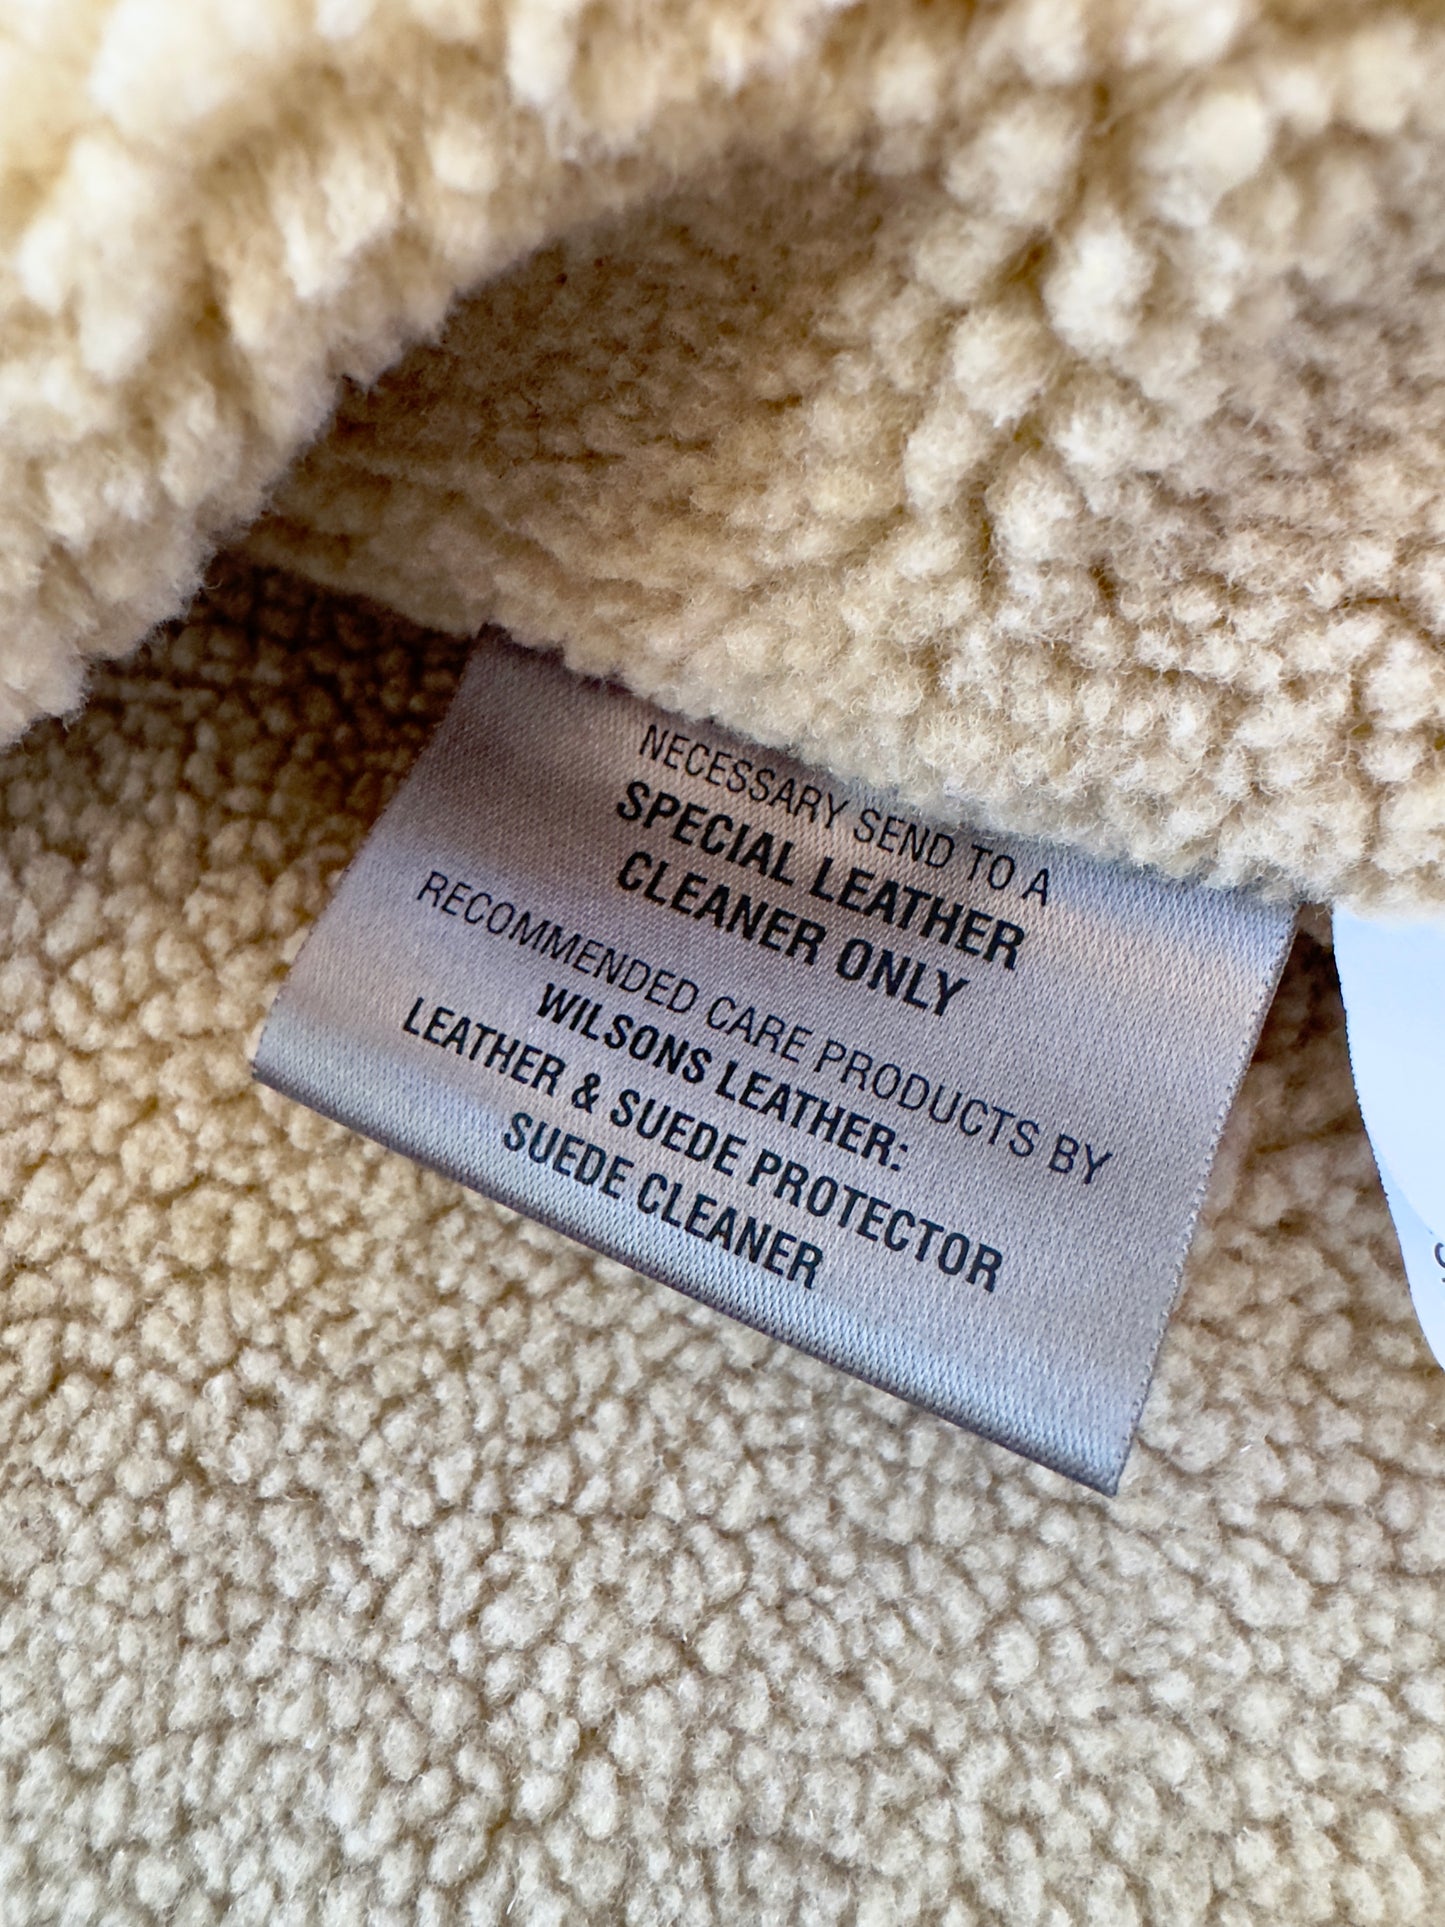 NECESSARY SEND TO A
SPECIAL LEATHER
CLEANER ONLY
RECOMMENDED CARE PRODUCTS BY
WILSONS LEATHER:
LEATHER & SUEDE PROTECTOR
SUEDE CLEANER